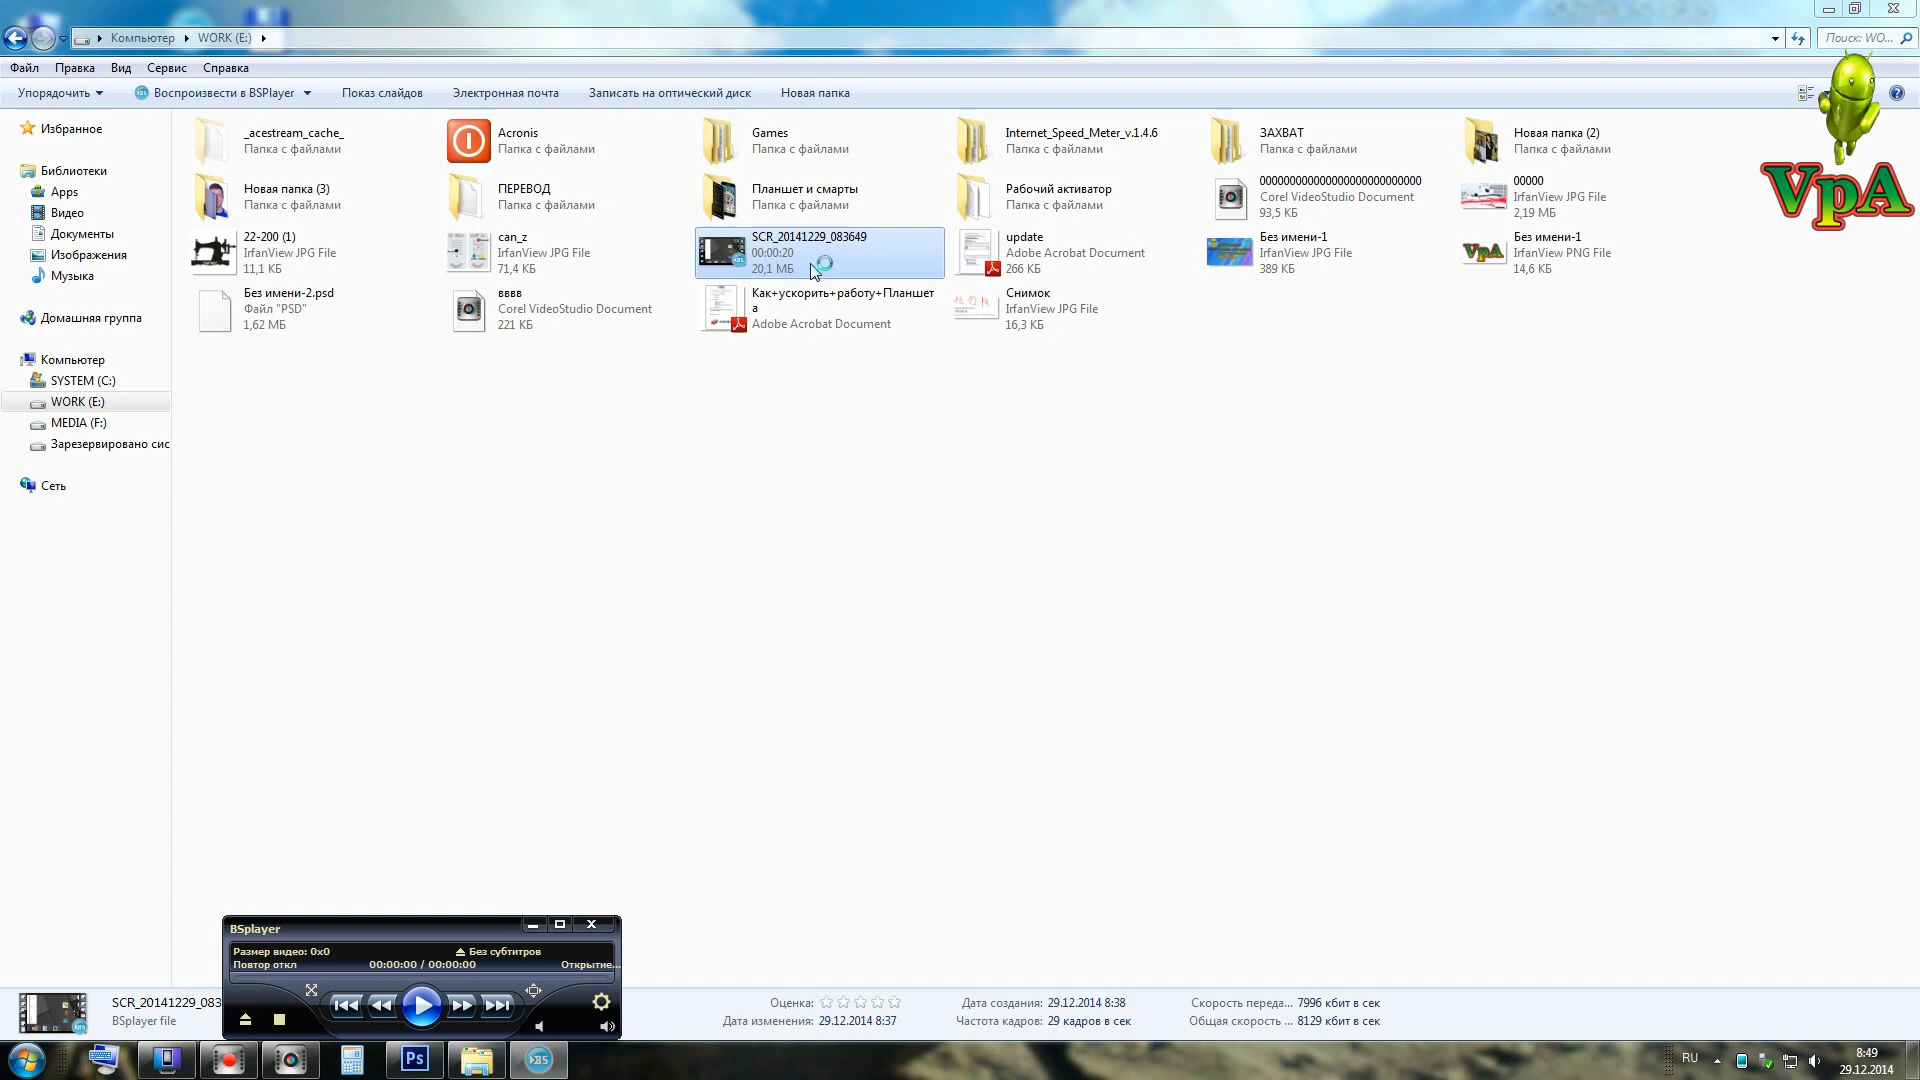 Компьютер
WORK (E:)
Поиск: WO...
Файл Правка Вид Сервис Справка
Упорядочить Воспроизвести в BSPlayer Показ слайдов Электронная почта Записать на оптический диск Новая папка
Избранное
Библиотеки
Apps
Видео
Документы
Изображения
Музыка
Домашняя группа
Компьютер
SYSTEM (C:)
WORK (E:)
MEDIA (F:)
Зарезервировано сис
Сеть
_acestream_cache_
Папка с файлами
Acronis
Папка с файлами
Games
Папка с файлами
Internet_Speed_Meter_v.1.4.6
Папка с файлами
ЗАХВАТ
Папка с файлами
Новая папка (2)
Папка с файлами
Новая папка (3)
Папка с файлами
ПЕРЕВОД
Папка с файлами
Планшет и смарты
Папка с файлами
Рабочий активатор
Папка с файлами
Corel VideoStudio Document
93,5 КБ
00000
IrfanView JPG File
2,19 МБ
22-200 (1)
IrfanView JPG File
11,1 КБ
can_z
IrfanView JPG File
71,4 КБ
SCR_20141229_083649
00:00:20
20,1 МБ
update
Adobe Acrobat Document
266 КБ
Без имени-1
IrfanView JPG File
389 КБ
Без имени-1
IrfanView PNG File
14,6 КБ
Без имени-2.psd
Файл "PSD"
1,62 МБ
вввв
Corel VideoStudio Document
221 КБ
Как+ускорить+работу+Планшет
а
Adobe Acrobat Document
Снимок
IrfanView JPG File
16,3 КБ
VpA
BSplayer
Размер видео: 0x0 Без субтитров
Повтор откл 00:00:00 / 00:00:00 Открытие...
SCR_20141229_083
BSplayer file
Оценка:
Дата изменения: 29.12.2014 8:37
Дата создания: 29.12.2014 8:38
Частота кадров: 29 кадров в сек
Скорость переда... 7996 кбит в сек
Общая скорость ... 8129 кбит в сек
Ps
BS
RU
8:49
29.12.2014